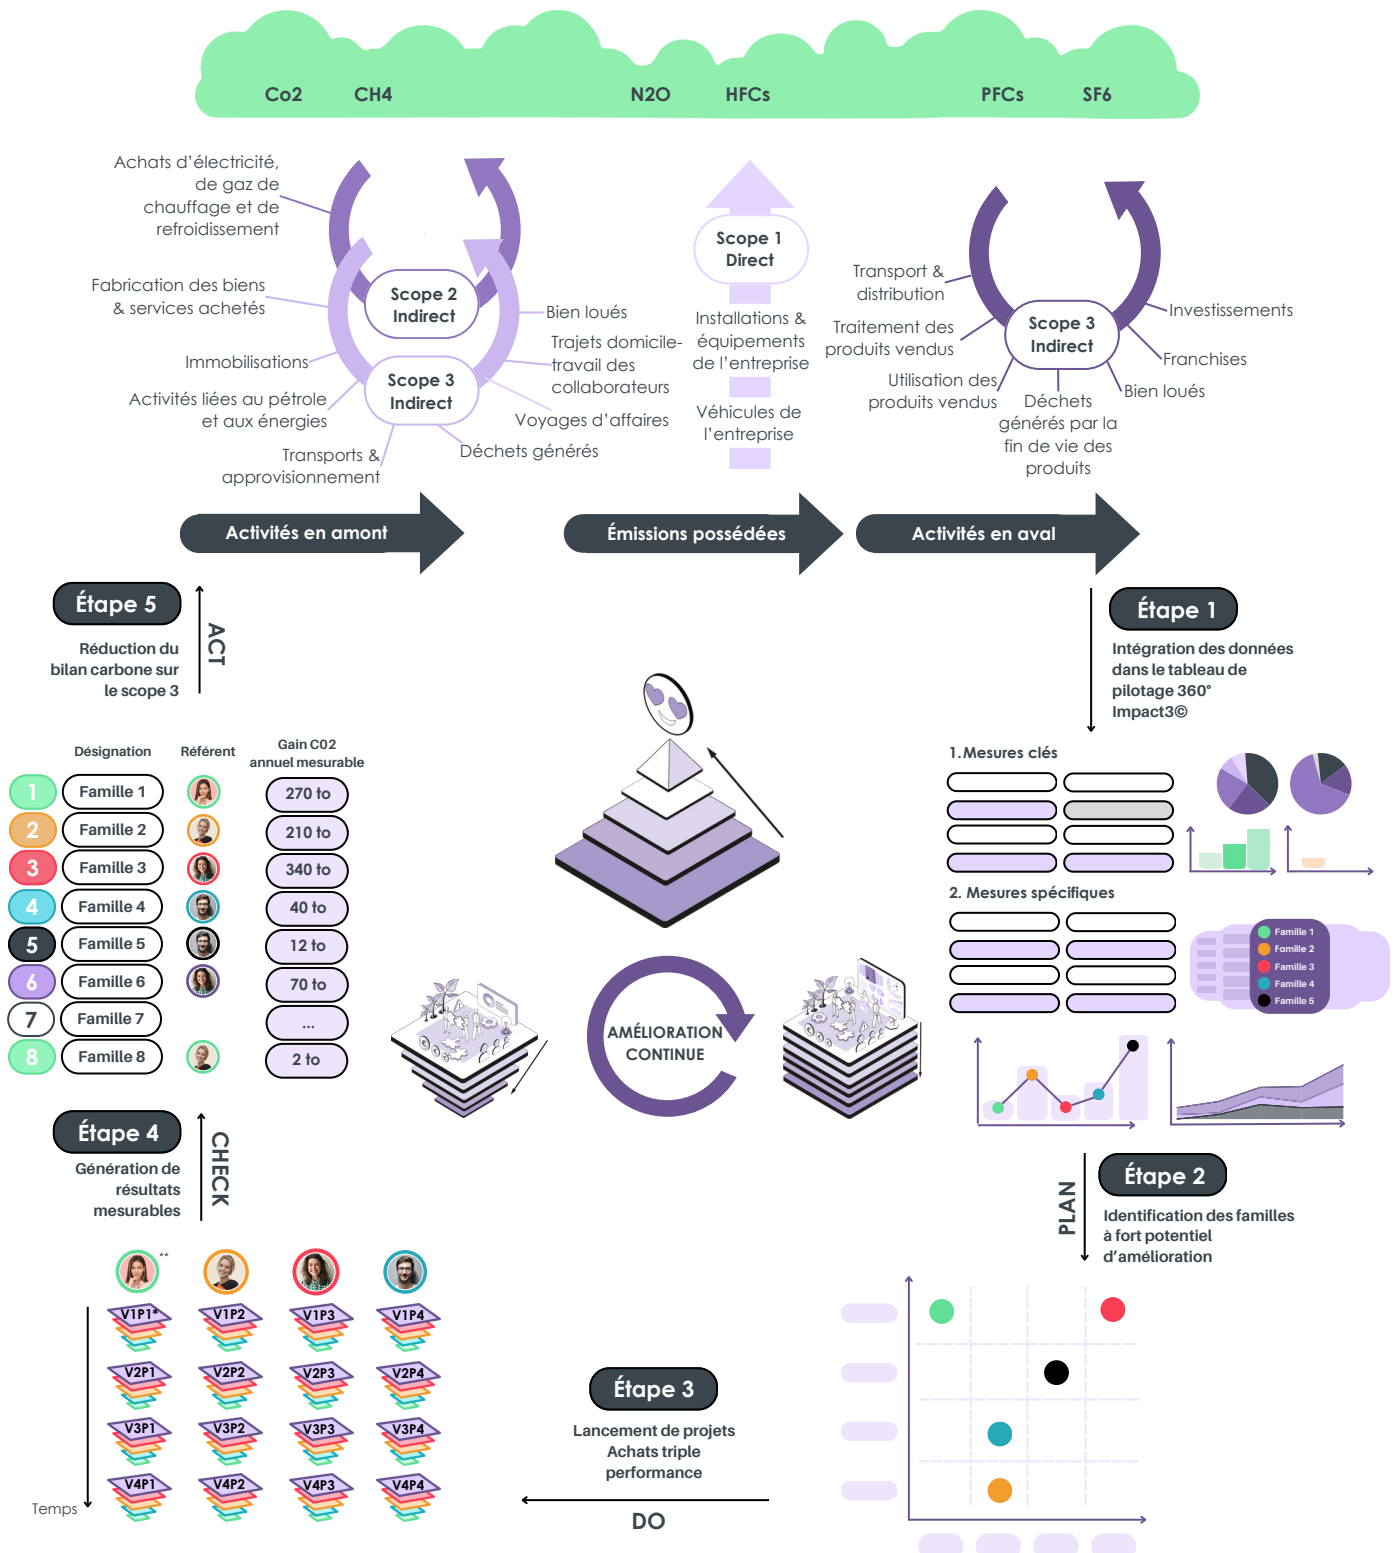 Co2 CH4 N2O HFCs PFCs SF6
Achats d'électricité,
de gaz de
chauffage et de
refroidissement
Fabrication des biens
& services achetés
Immobilisations
Activités liées au pétrole
et aux énergies
Transports &
approvisionnement
Scope 2
Indirect
Scope 3
Indirect
Bien loués
Trajets domicile-
travail des
collaborateurs
Voyages d'affaires
Déchets générés
Scope 1
Direct
Installations &
équipements
de l'entreprise
Véhicules de
l'entreprise
Transport &
distribution
Traitement des
produits vendus
Utilisation des
produits vendus
Scope 3
Indirect
Déchets
générés par la
fin de vie des
produits
Investissements
Franchises
Bien loués
Activités en amont
Émissions possédées
Activités en aval
Étape 5
ACT
Réduction du
bilan carbone sur
le scope 3
Étape 1
Intégration des données
dans le tableau de
pilotage 360°
Impact3©
Désignation Référent Gain C02
annuel mesurable
1 Famille 1 270 to
2 Famille 2 210 to
3 Famille 3 340 to
4 Famille 4 40 to
5 Famille 5 12 to
6 Famille 6 70 to
7 Famille 7 ...
8 Famille 8 2 to
AMÉLIORATION
CONTINUE
1.Mesures clés
2. Mesures spécifiques
Famille 1
Famille 2
Famille 3
Famille 4
Famille 5
Étape 4
CHECK
Génération de
résultats
mesurables
Étape 2
PLAN
Identification des familles
à fort potentiel
d'amélioration
**
V1P1* V1P2 V1P3 V1P4
V2P1 V2P2 V2P3 V2P4
V3P1 V3P2 V3P3 V3P4
V4P1 V4P2 V4P3 V4P4
Temps
Étape 3
Lancement de projets
Achats triple
performance
DO